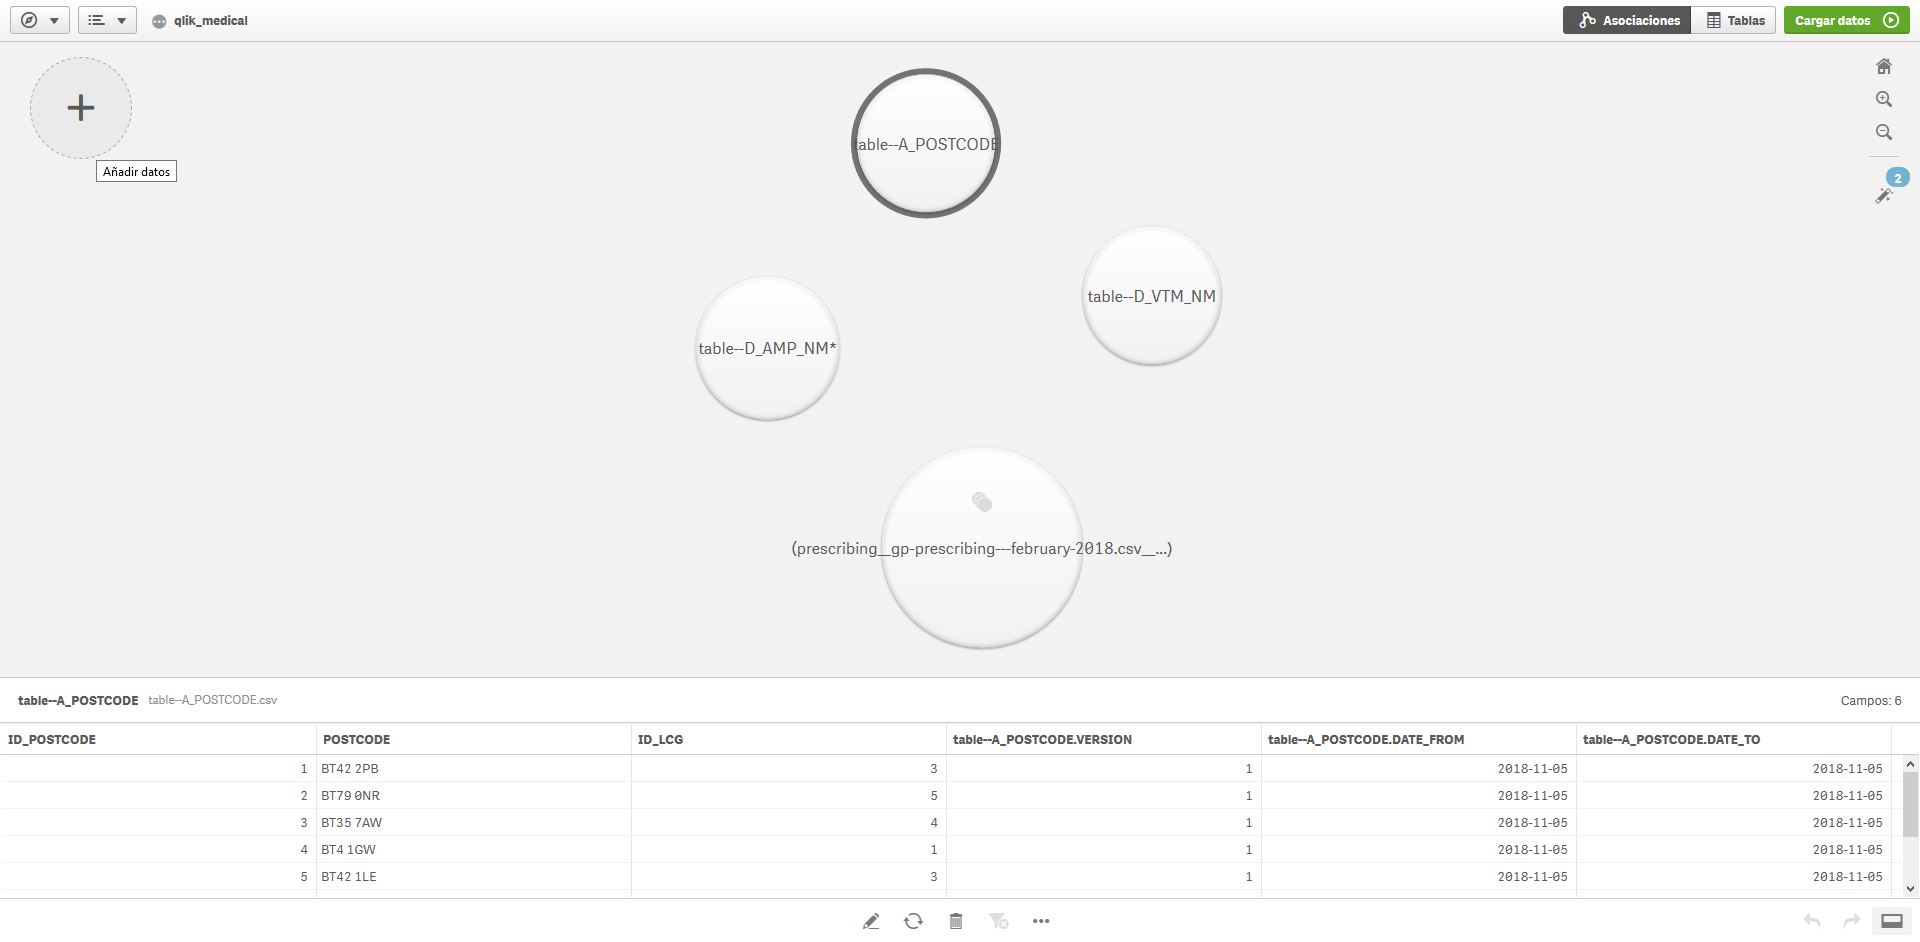 qlik_medical
Asociaciones
Tablas
Cargar datos
Añadir datos
2
table--A_POSTCODE
table--D_VTM_NM
table--D_AMP_NM*
(prescribing__gp-prescribing---february-2018.csv__...)
table--A_POSTCODE table--A_POSTCODE.csv Campos: 6
ID_POSTCODE POSTCODE ID_LCG table--A_POSTCODE.VERSION table--A_POSTCODE.DATE_FROM table--A_POSTCODE.DATE_TO
1 BT42 2PB 3 1 2018-11-05 2018-11-05
2 BT79 0NR 5 1 2018-11-05 2018-11-05
3 BT35 7AW 4 1 2018-11-05 2018-11-05
4 BT4 1GW 1 1 2018-11-05 2018-11-05
5 BT42 1LE 3 1 2018-11-05 2018-11-05